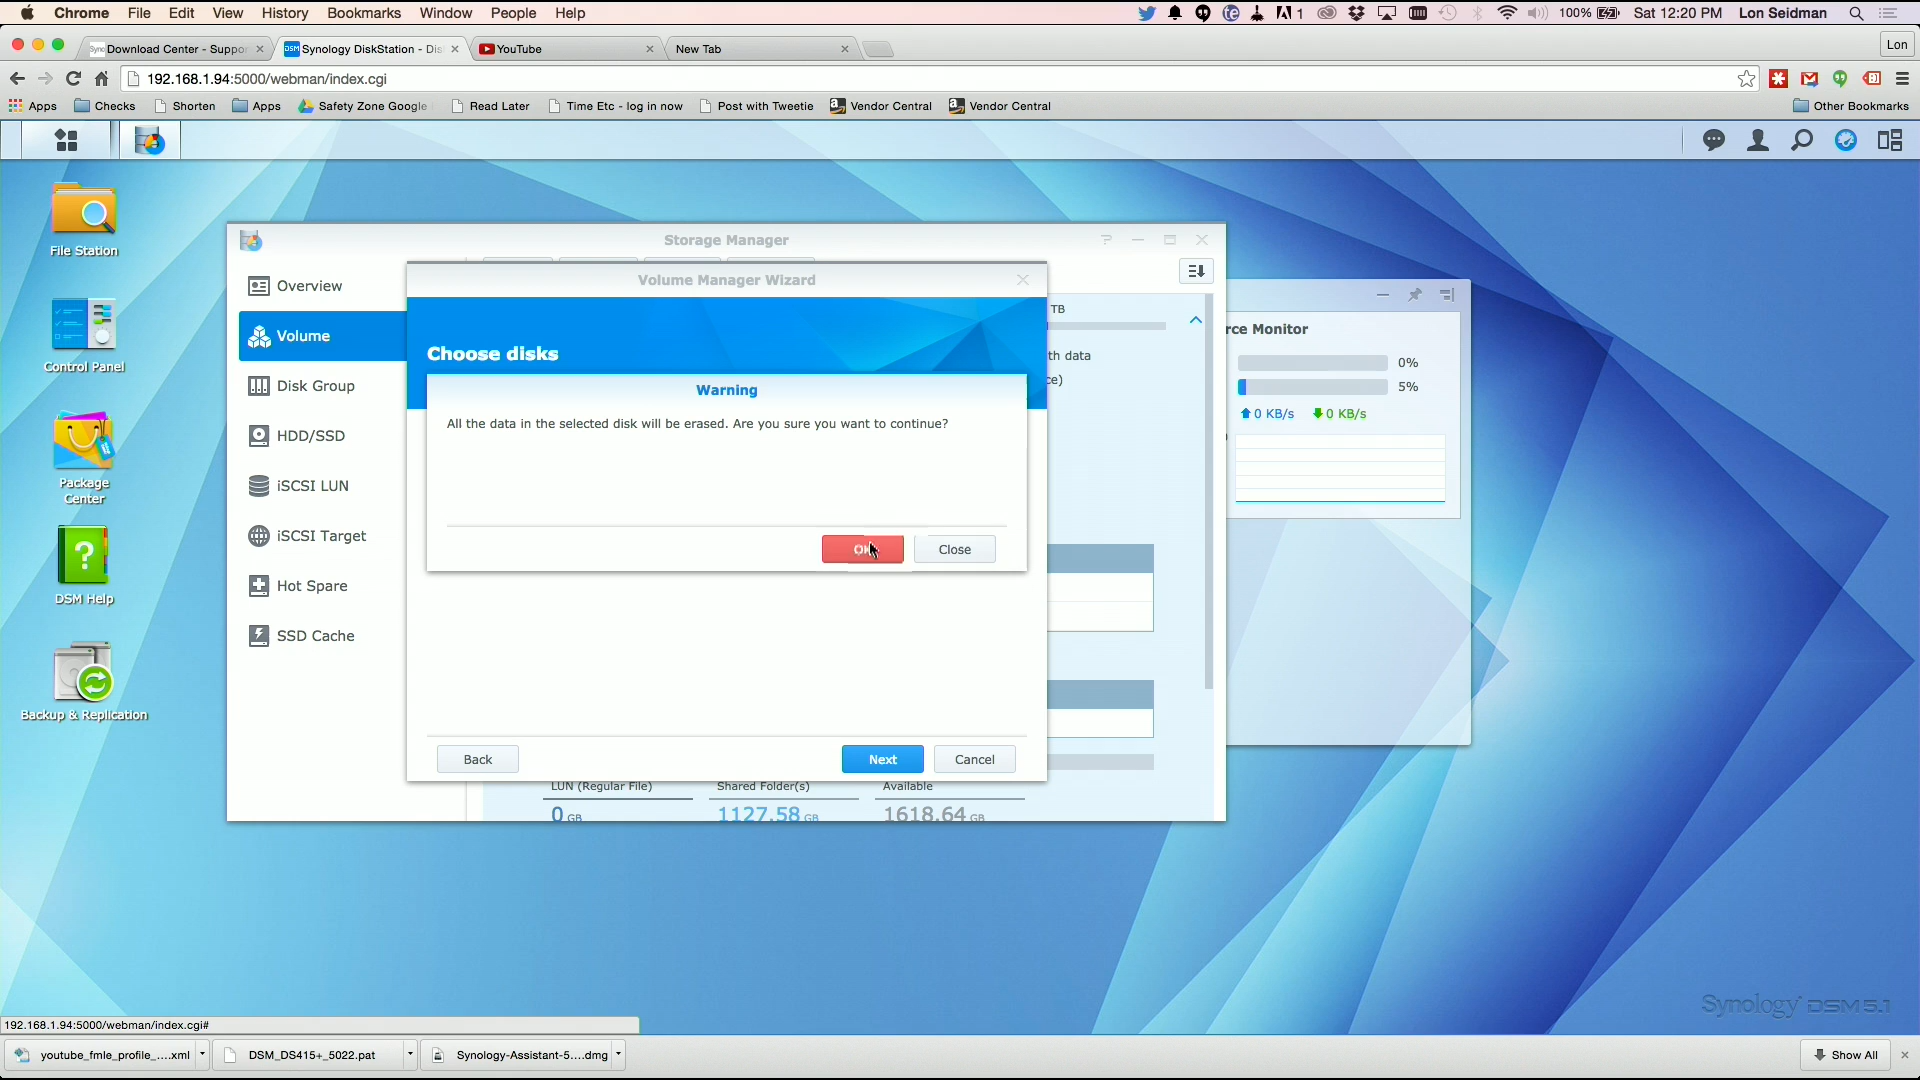 Chrome File Edit View History Bookmarks Window People Help
1 100% Sat 12:20 PM Lon Seidman
Download Center - Suppor
Synology DiskStation - Dis
YouTube
New Tab
Lon
192.168.1.94:5000/webman/index.cgi
Apps Checks Shorten Apps Safety Zone Google Read Later Time Etc - log in now Post with Tweetie Vendor Central Vendor Central Other Bookmarks
File Station
Control Panel
Package
Center
DSM Help
Backup & Replication
Storage Manager
Overview
Volume
Disk Group
HDD/SSD
iSCSI LUN
iSCSI Target
Hot Spare
SSD Cache
Volume Manager Wizard
Choose disks
Warning
All the data in the selected disk will be erased. Are you sure you want to continue?
OK Close
Back Next Cancel
TB
th data
ce)
LUN (Regular File) Shared Folder(s) Available
0 GB 1127.58 GB 1618.64 GB
rce Monitor
0%
5%
0 KB/s 0 KB/s
Synology DSM 5.1
192.168.1.94:5000/webman/index.cgi#
youtube_fmle_profile_....xml DSM_DS415+_5022.pat Synology-Assistant-5....dmg Show All